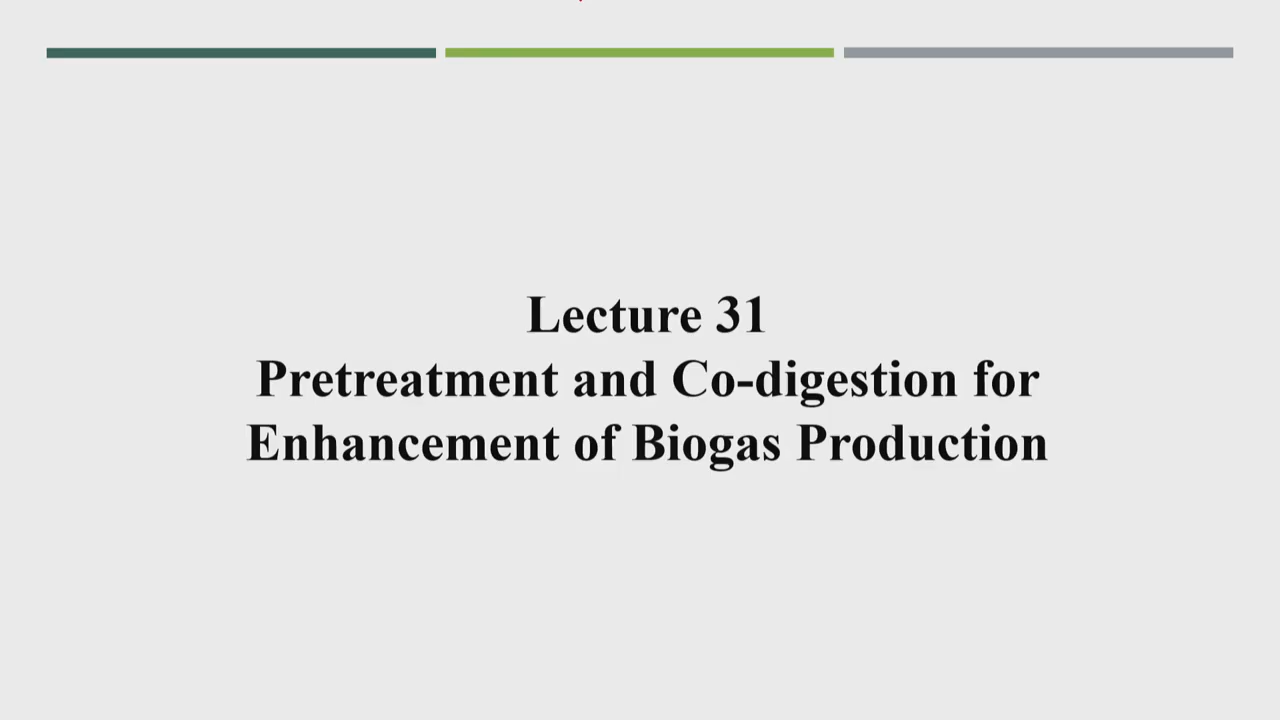 Lecture 31
Pretreatment and Co-digestion for
Enhancement of Biogas Production